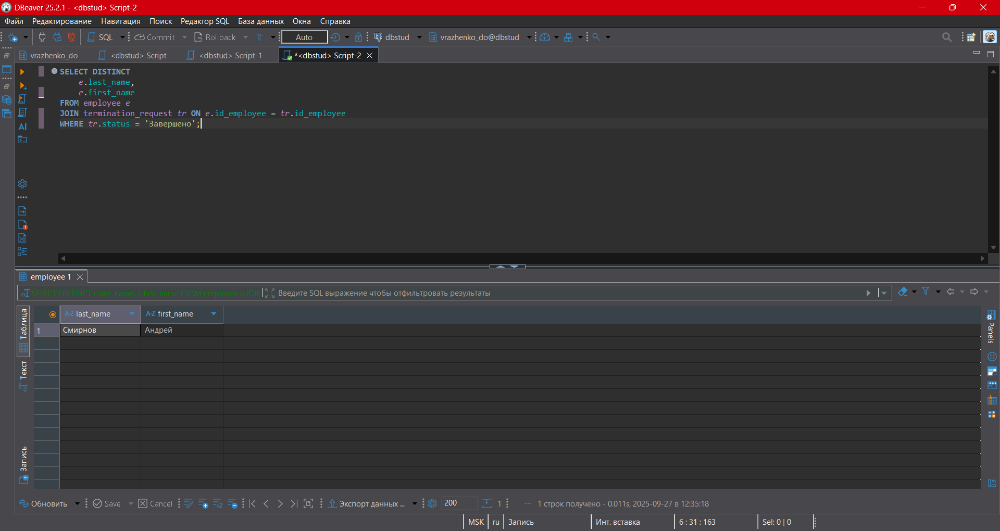 DBeaver 25.2.1 - <dbstud> Script-2
Файл Редактирование Навигация Поиск Редактор SQL База данных Окна Справка
SQL Commit Rollback Auto dbstud vrazhenko_do@dbstud
vrazhenko_do <dbstud> Script <dbstud> Script-1 *<dbstud> Script-2
SELECT DISTINCT
e.last_name,
e.first_name
FROM employee e
JOIN termination_request tr ON e.id_employee = tr.id_employee
WHERE tr.status = 'Завершено';
AI
employee 1
SELECT DISTINCT e.last_name, e.first_name FROM employee e JOIN Введите SQL выражение чтобы отфильтровать результаты
Таблица
Текст
Запись
A-Z last_name A-Z first_name
1 Смирнов Андрей
Panels
Обновить Save Cancel Экспорт данных ... 200 1 ... 1 строк получено - 0.011s, 2025-09-27 в 12:35:18
MSK ru Запись Инт. вставка 6 : 31 : 163 Sel: 0 | 0